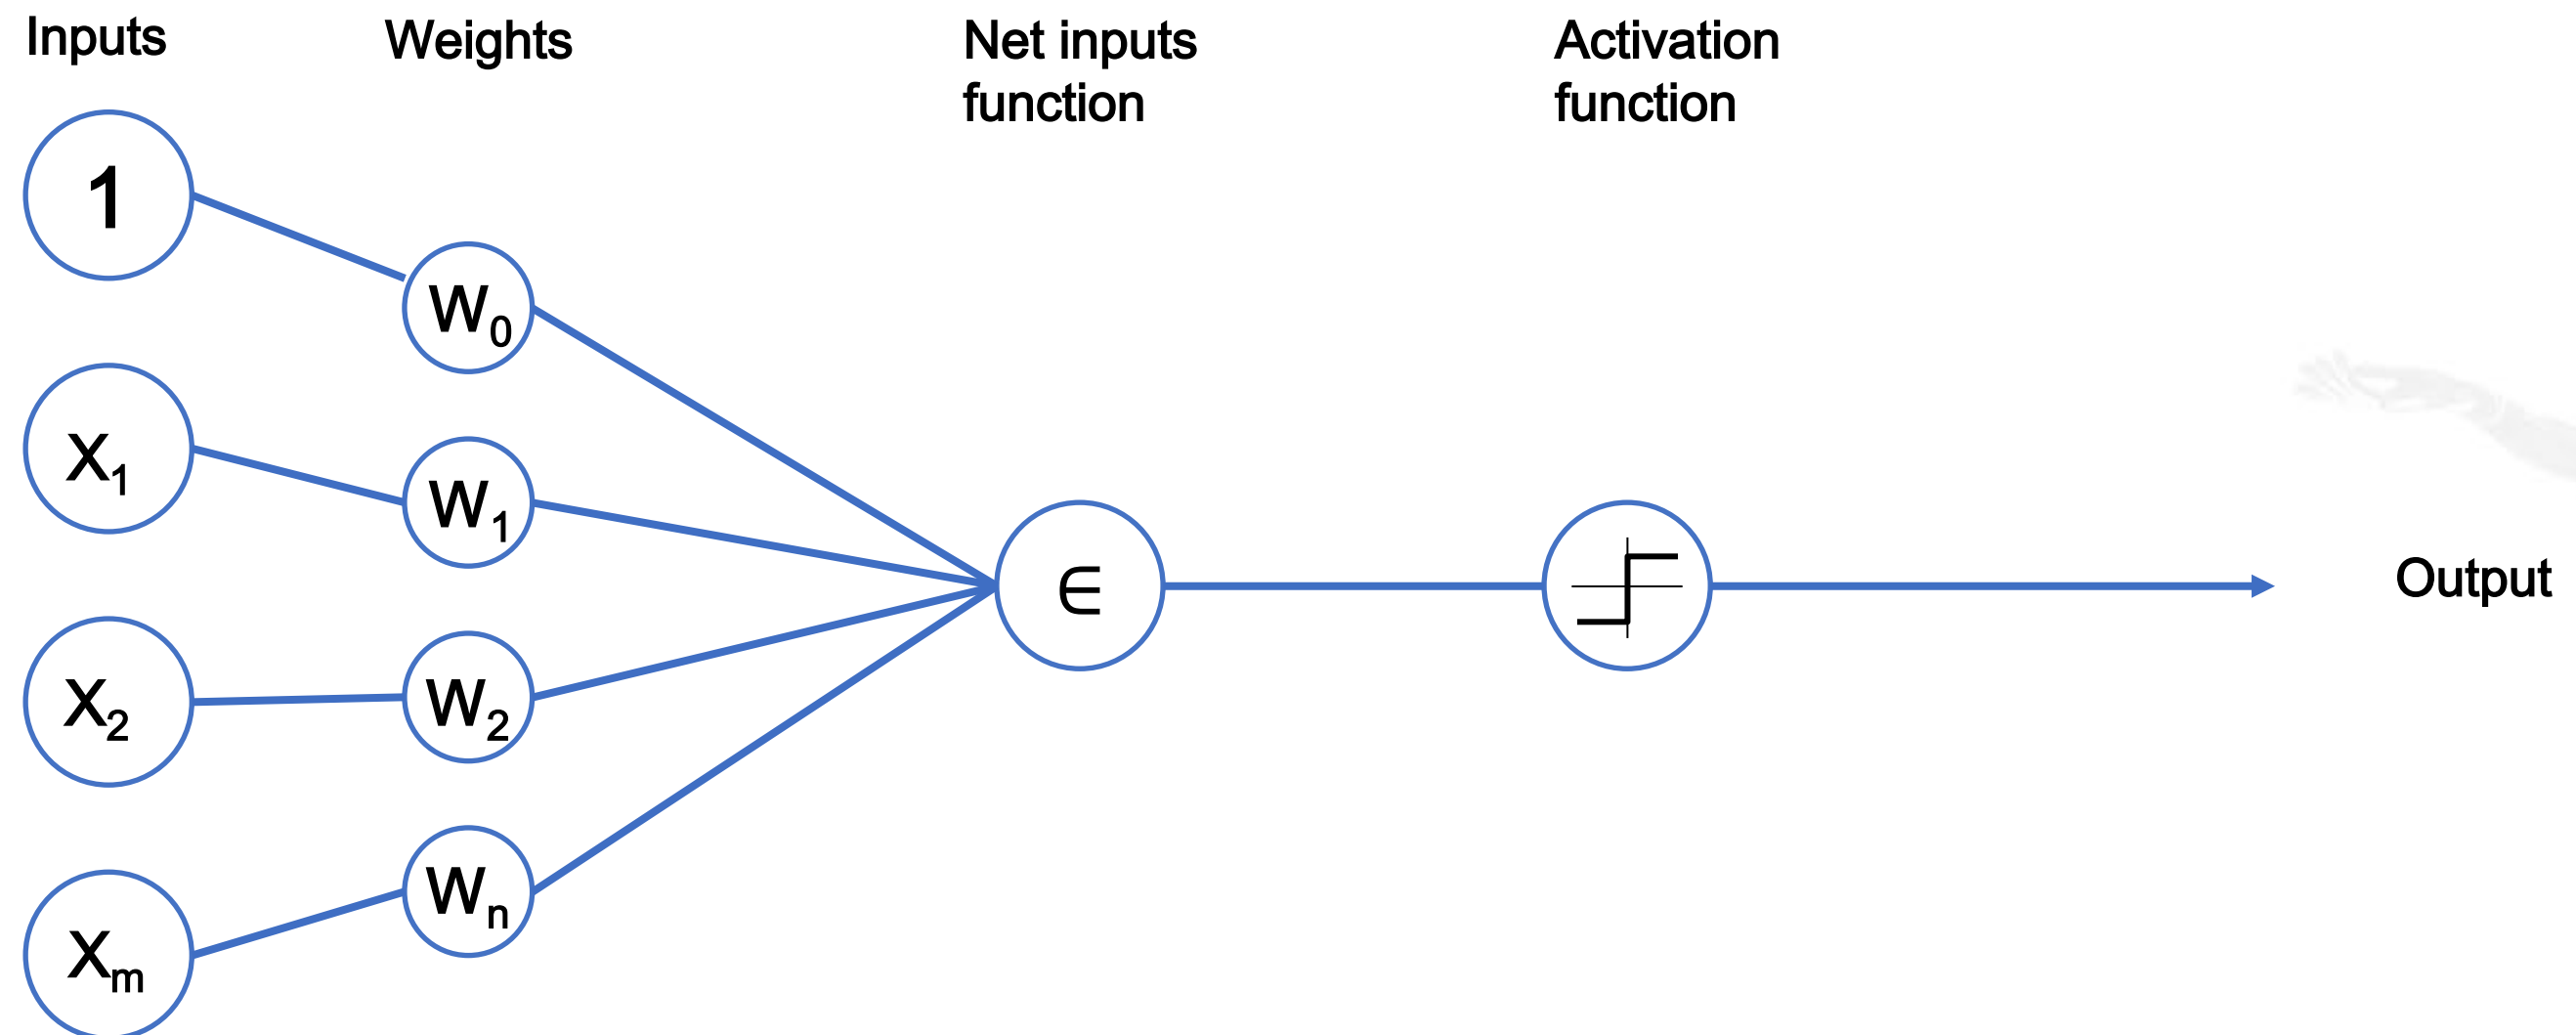 Inputs
Weights
Net inputs
function
Activation
function
1
W₀
X₁
W₁
∈
Output
X₂
W₂
Wₙ
Xₘ